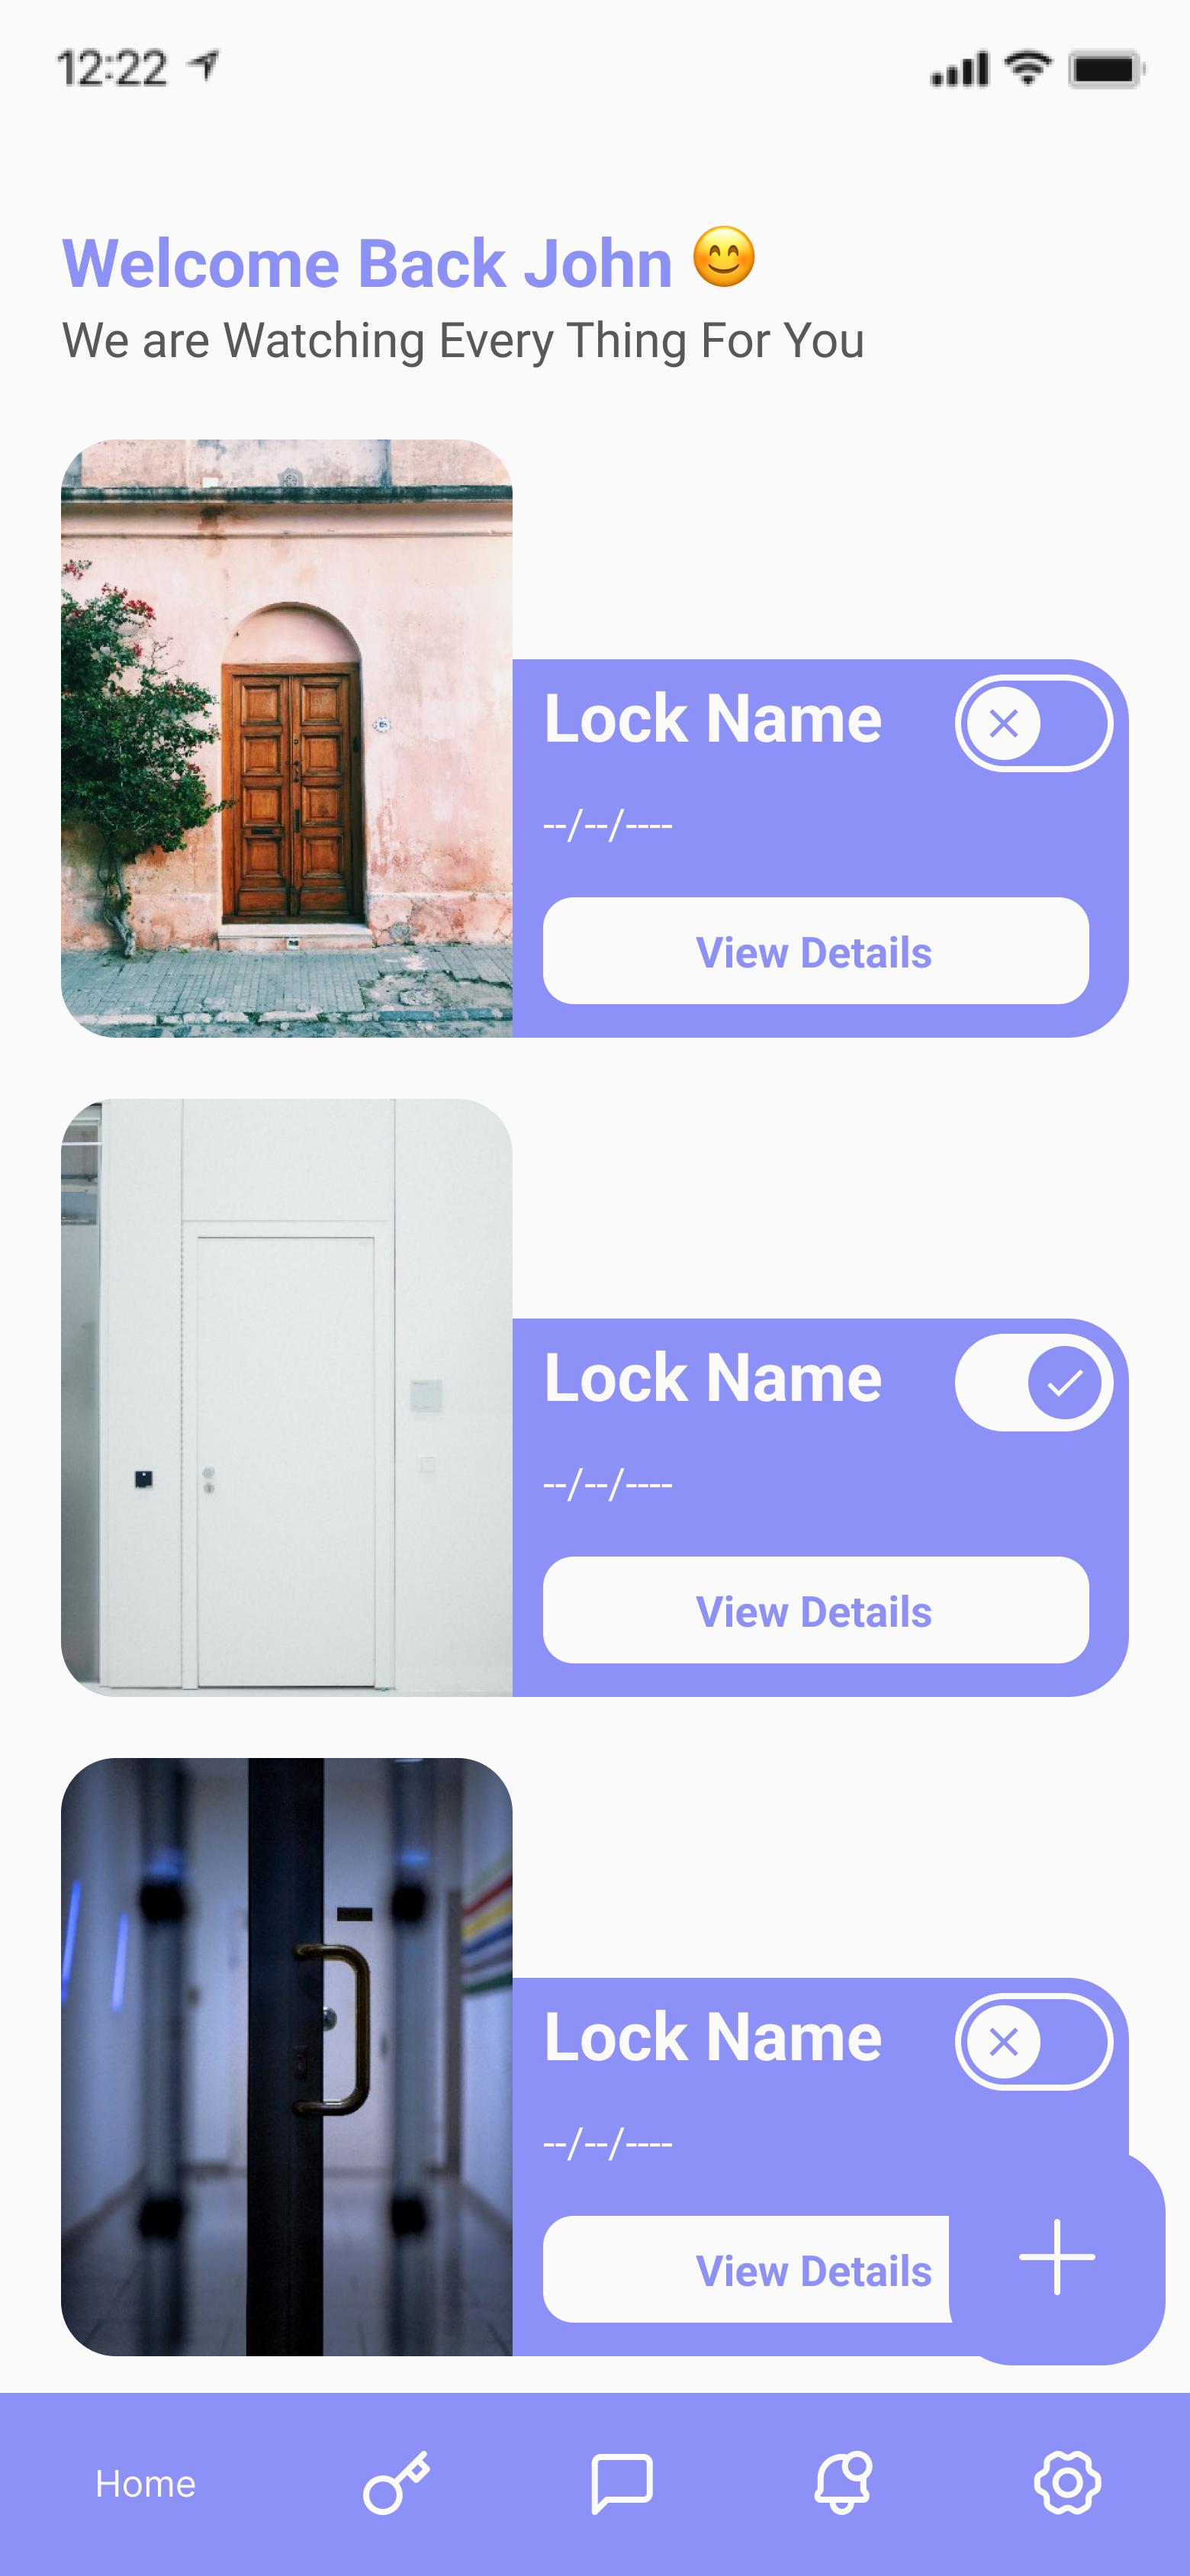 12:22
Welcome Back John 😊
We are Watching Every Thing For You
Lock Name
--/--/----
View Details
Lock Name
--/--/----
View Details
Lock Name
--/--/----
View Details
Home